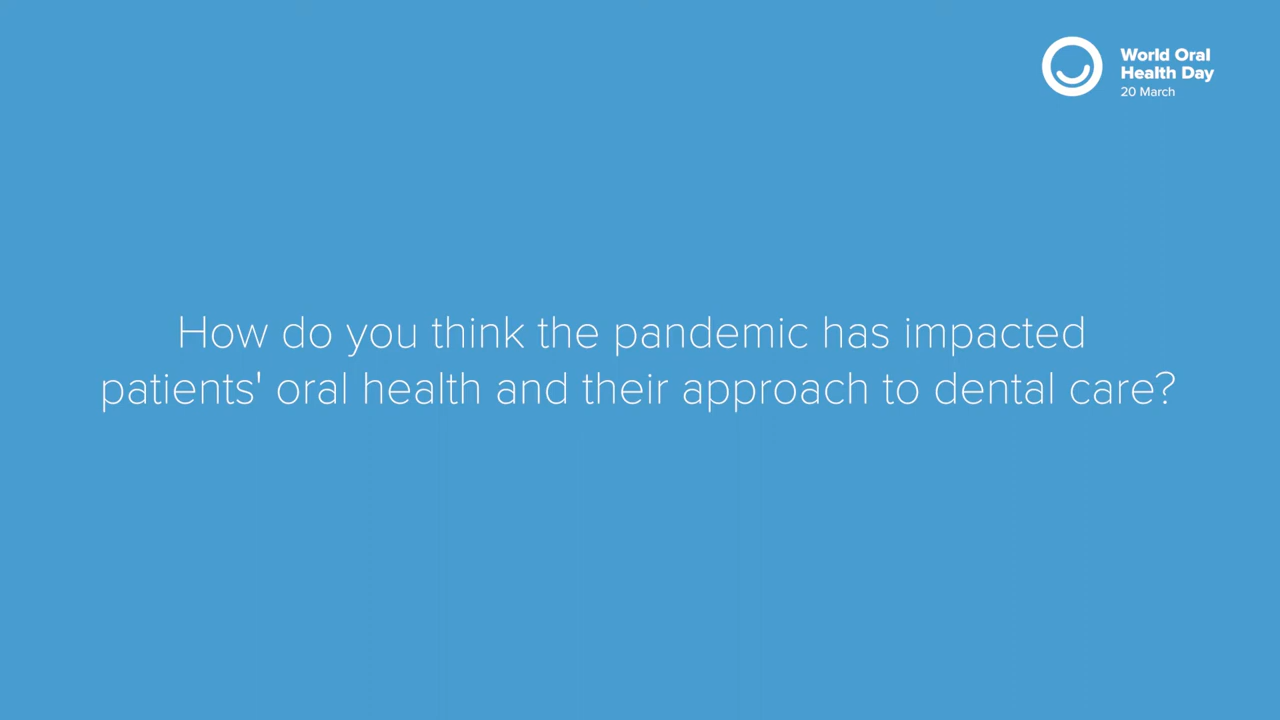 World Oral
Health Day
20 March
How do you think the pandemic has impacted
patients' oral health and their approach to dental care?